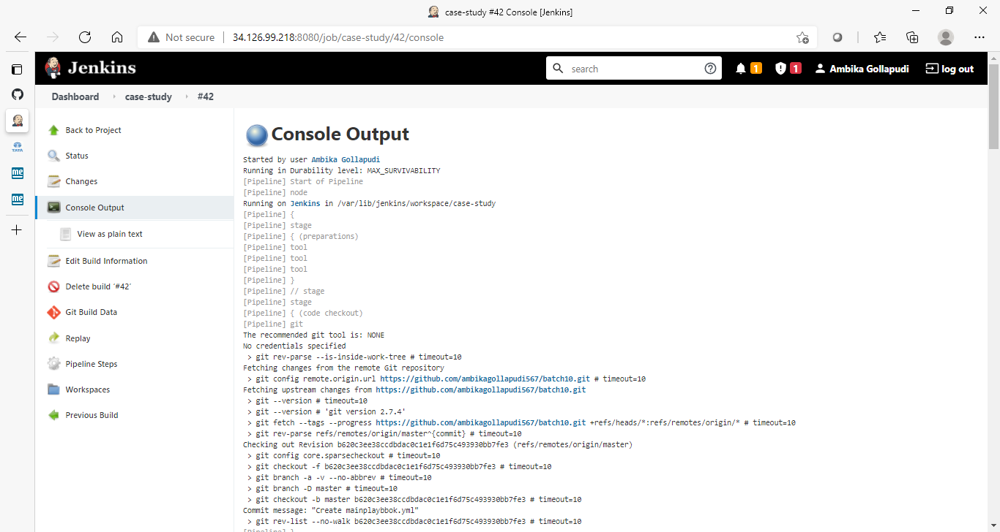 case-study #42 Console [Jenkins]
Not secure
34.126.99.218:8080/job/case-study/42/console
Jenkins
search
1
1
Ambika Gollapudi
log out
Dashboard
case-study
#42
TATA
me
me
Back to Project
Status
Changes
Console Output
View as plain text
Edit Build Information
Delete build ‘#42’
Git Build Data
Replay
Pipeline Steps
Workspaces
Previous Build
Console Output
Started by user Ambika Gollapudi
Running in Durability level: MAX_SURVIVABILITY
[Pipeline] Start of Pipeline
[Pipeline] node
Running on Jenkins in /var/lib/jenkins/workspace/case-study
[Pipeline] {
[Pipeline] stage
[Pipeline] { (preparations)
[Pipeline] tool
[Pipeline] tool
[Pipeline] tool
[Pipeline] }
[Pipeline] // stage
[Pipeline] stage
[Pipeline] { (code checkout)
[Pipeline] git
The recommended git tool is: NONE
No credentials specified
> git rev-parse --is-inside-work-tree # timeout=10
Fetching changes from the remote Git repository
> git config remote.origin.url https://github.com/ambikagollapudi567/batch10.git # timeout=10
Fetching upstream changes from https://github.com/ambikagollapudi567/batch10.git
> git --version # timeout=10
> git --version # 'git version 2.7.4'
> git fetch --tags --progress https://github.com/ambikagollapudi567/batch10.git +refs/heads/*:refs/remotes/origin/* # timeout=10
> git rev-parse refs/remotes/origin/master^{commit} # timeout=10
Checking out Revision b620c3ee38ccdbdac0c1e1f6d75c493930bb7fe3 (refs/remotes/origin/master)
> git config core.sparsecheckout # timeout=10
> git checkout -f b620c3ee38ccdbdac0c1e1f6d75c493930bb7fe3 # timeout=10
> git branch -a -v --no-abbrev # timeout=10
> git branch -D master # timeout=10
> git checkout -b master b620c3ee38ccdbdac0c1e1f6d75c493930bb7fe3 # timeout=10
Commit message: "Create mainplaybbok.yml"
> git rev-list --no-walk b620c3ee38ccdbdac0c1e1f6d75c493930bb7fe3 # timeout=10
[Pipeline] }